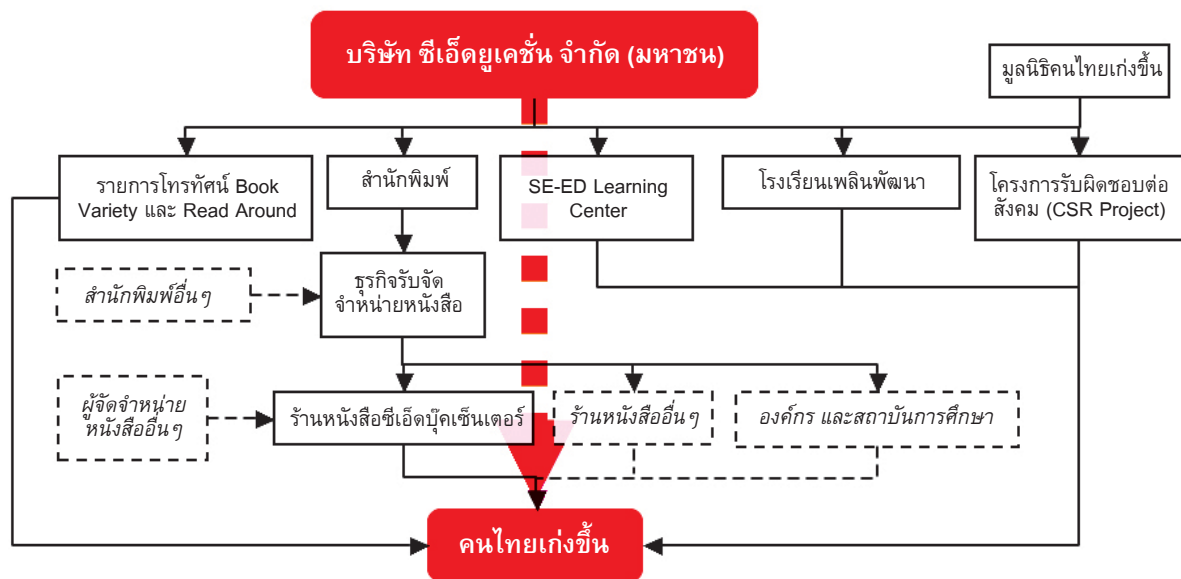 บริษัท ซีเอ็ดยูเคชั่น จำกัด (มหาชน)
มูลนิธิคนไทยเก่งขึ้น
รายการโทรทัศน์ Book
Variety และ Read Around
สำนักพิมพ์
SE-ED Learning
Center
โรงเรียนเพลินพัฒนา
โครงการรับผิดชอบต่อ
สังคม (CSR Project)
สำนักพิมพ์อื่นๆ
ธุรกิจรับจัด
จำหน่ายหนังสือ
ผู้จัดจำหน่าย
หนังสืออื่นๆ
ร้านหนังสือซีเอ็ดบุ๊คเซ็นเตอร์
ร้านหนังสืออื่นๆ
องค์กร และสถาบันการศึกษา
คนไทยเก่งขึ้น